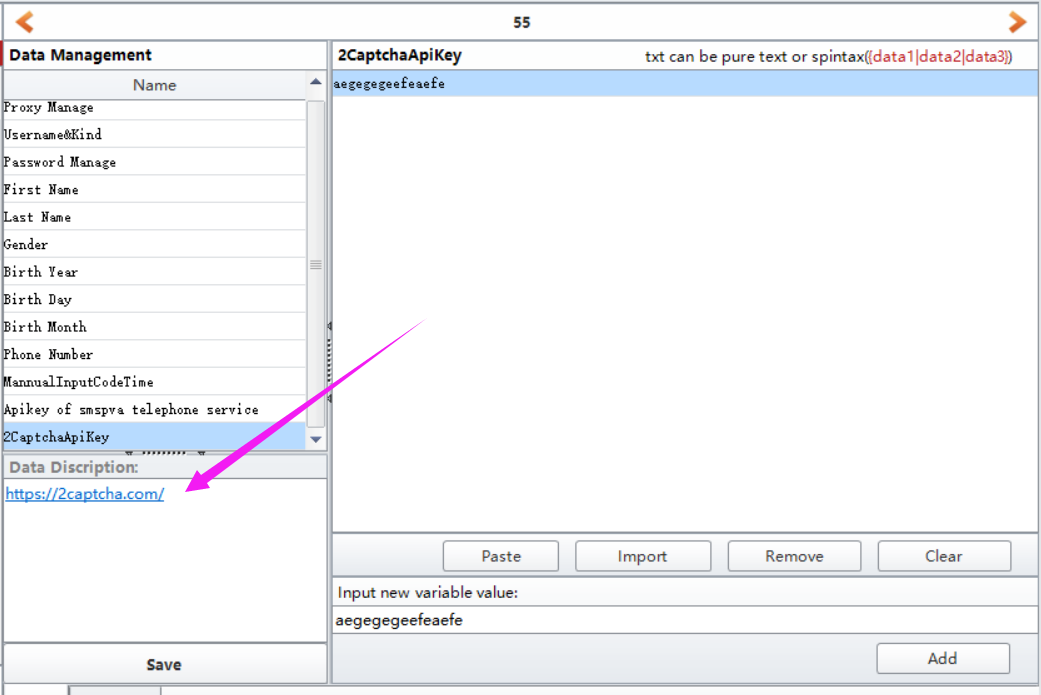 55
Data Management
Name
Proxy Manage
Username&Kind
Password Manage
First Name
Last Name
Gender
Birth Year
Birth Day
Birth Month
Phone Number
MannualInputCodeTime
Apikey of smspva telephone service
2CaptchaApiKey
Data Discription:
https://2captcha.com/
Save
2CaptchaApiKey txt can be pure text or spintax({data1|data2|data3})
aegegegeefeaefe
Paste Import Remove Clear
Input new variable value:
aegegegeefeaefe
Add